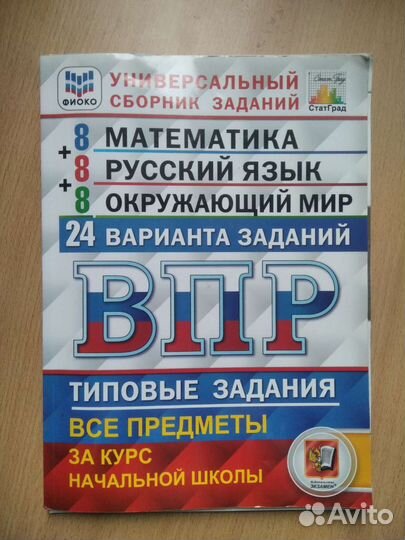 ФИОКО
УНИВЕРСАЛЬНЫЙ
СБОРНИК ЗАДАНИЙ
СтатГрад
8 МАТЕМАТИКА
+
8 РУССКИЙ ЯЗЫК
+
8 ОКРУЖАЮЩИЙ МИР
24 ВАРИАНТА ЗАДАНИЙ
ВПР
ТИПОВЫЕ ЗАДАНИЯ
ВСЕ ПРЕДМЕТЫ
ЗА КУРС
НАЧАЛЬНОЙ ШКОЛЫ
ЭКЗАМЕН
Avito